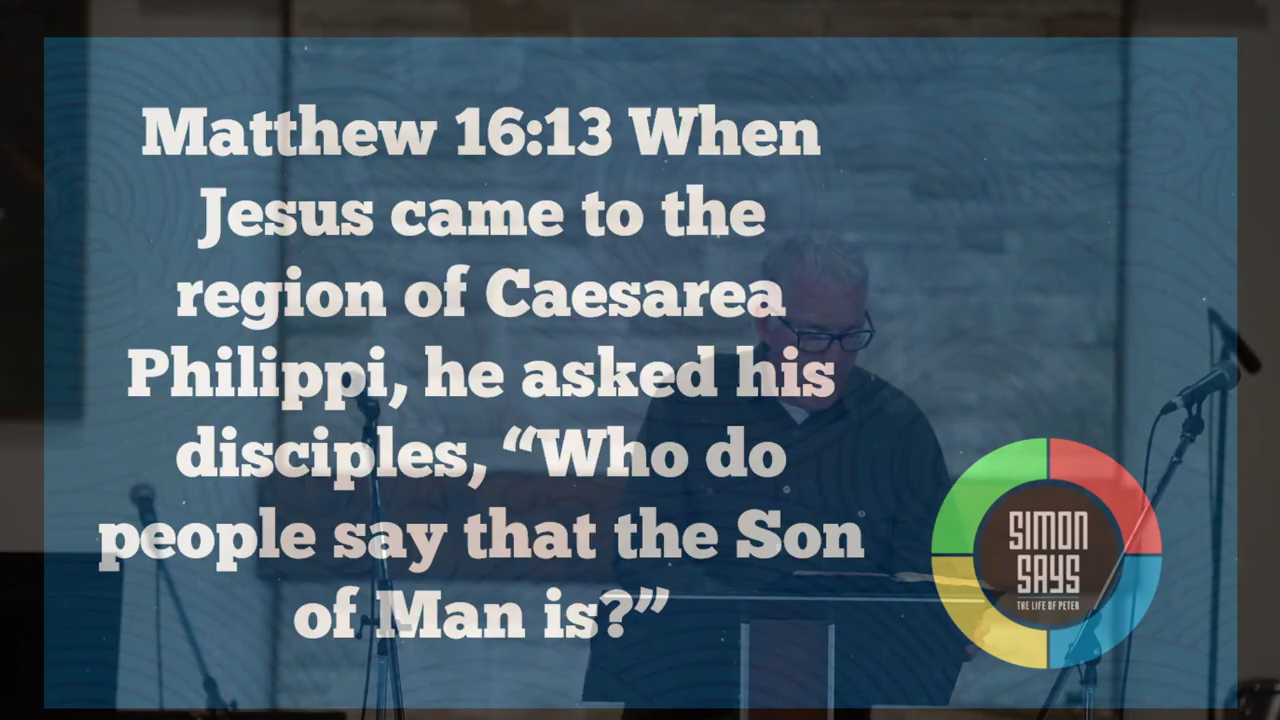 Matthew 16:13 When
Jesus came to the
region of Caesarea
Philippi, he asked his
disciples, “Who do
people say that the Son
of Man is?”
SIMON
SAYS
THE LIFE OF PETER